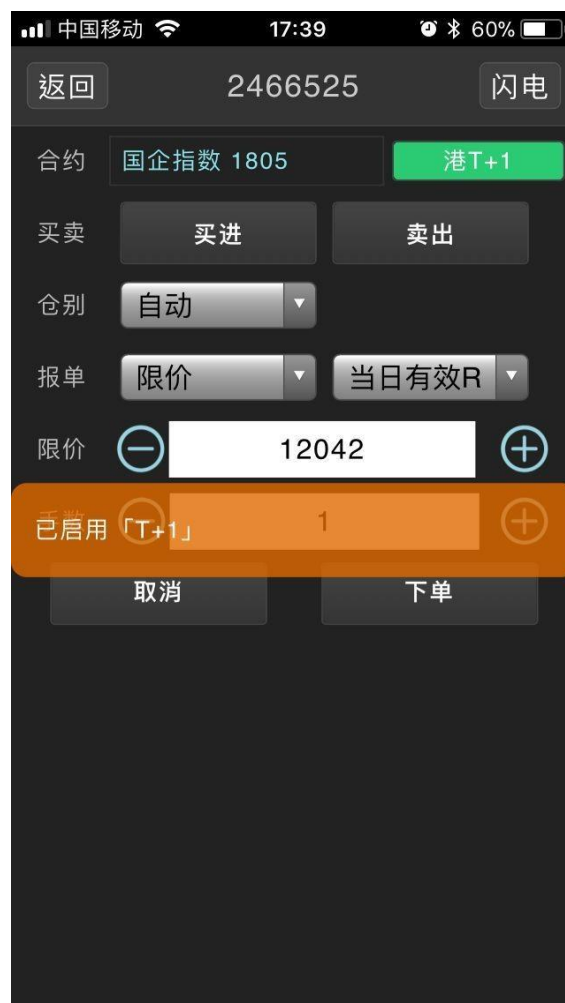 中国移动 17:39 60%
返回 2466525 闪电
合约 国企指数 1805 港T+1
买卖 买进 卖出
仓别 自动
报单 限价 当日有效R
限价 12042
手数 1
已启用「T+1」
取消 下单